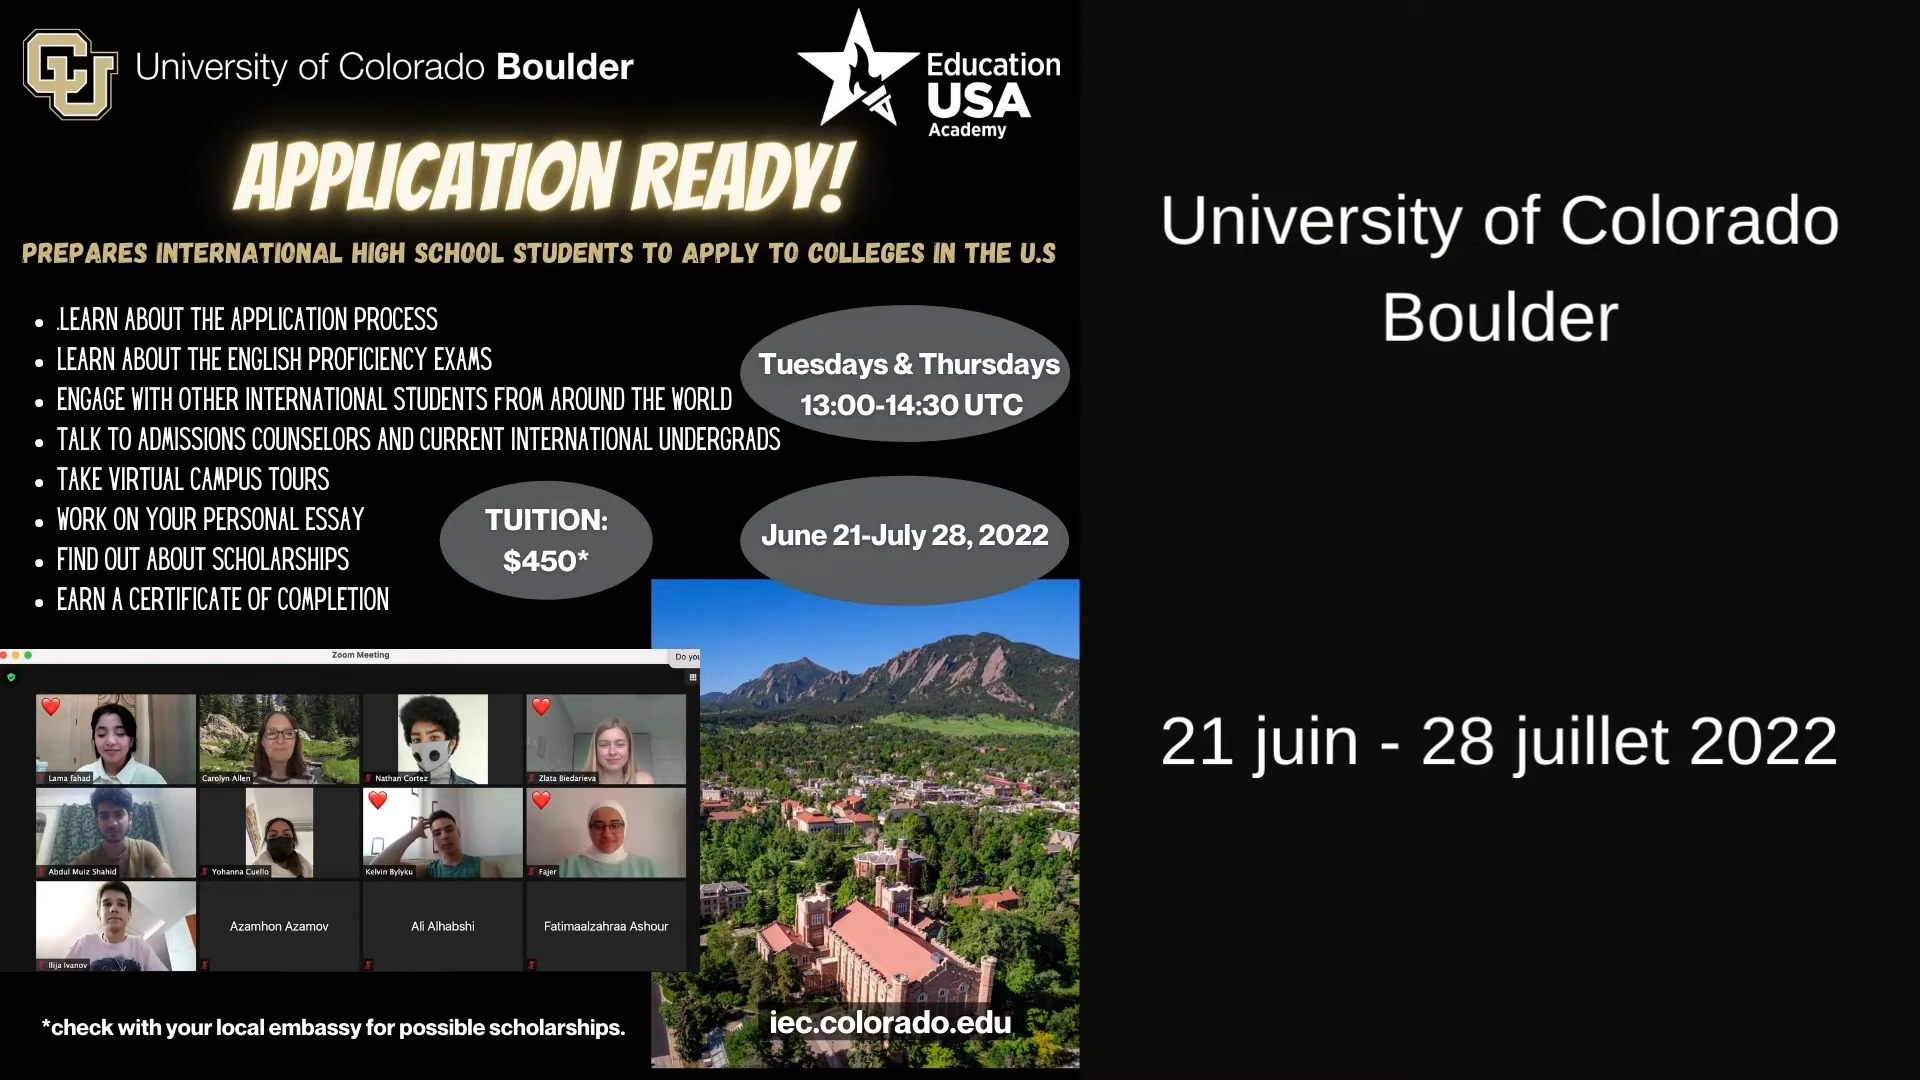 CU University of Colorado Boulder
Education
USA
Academy
APPLICATION READY!
PREPARES INTERNATIONAL HIGH SCHOOL STUDENTS TO APPLY TO COLLEGES IN THE U.S
.LEARN ABOUT THE APPLICATION PROCESS
LEARN ABOUT THE ENGLISH PROFICIENCY EXAMS
ENGAGE WITH OTHER INTERNATIONAL STUDENTS FROM AROUND THE WORLD
TALK TO ADMISSIONS COUNSELORS AND CURRENT INTERNATIONAL UNDERGRADS
TAKE VIRTUAL CAMPUS TOURS
WORK ON YOUR PERSONAL ESSAY
FIND OUT ABOUT SCHOLARSHIPS
EARN A CERTIFICATE OF COMPLETION
Tuesdays & Thursdays
13:00-14:30 UTC
TUITION:
$450*
June 21-July 28, 2022
Zoom Meeting
Do you
Lama fahad
Carolyn Allen
Nathan Cortez
Zlata Biedarieva
Abdul Muiz Shahid
Yohanna Cuello
Kelvin Bylyku
Fajer
Ilija Ivanov
Azamhon Azamov
Ali Alhabshi
Fatimaalzahraa Ashour
*check with your local embassy for possible scholarships.
iec.colorado.edu
University of Colorado
Boulder
21 juin - 28 juillet 2022